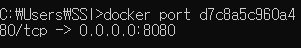 C:\Users\SSI>docker port d7c8a5c960a4
80/tcp -> 0.0.0.0:8080